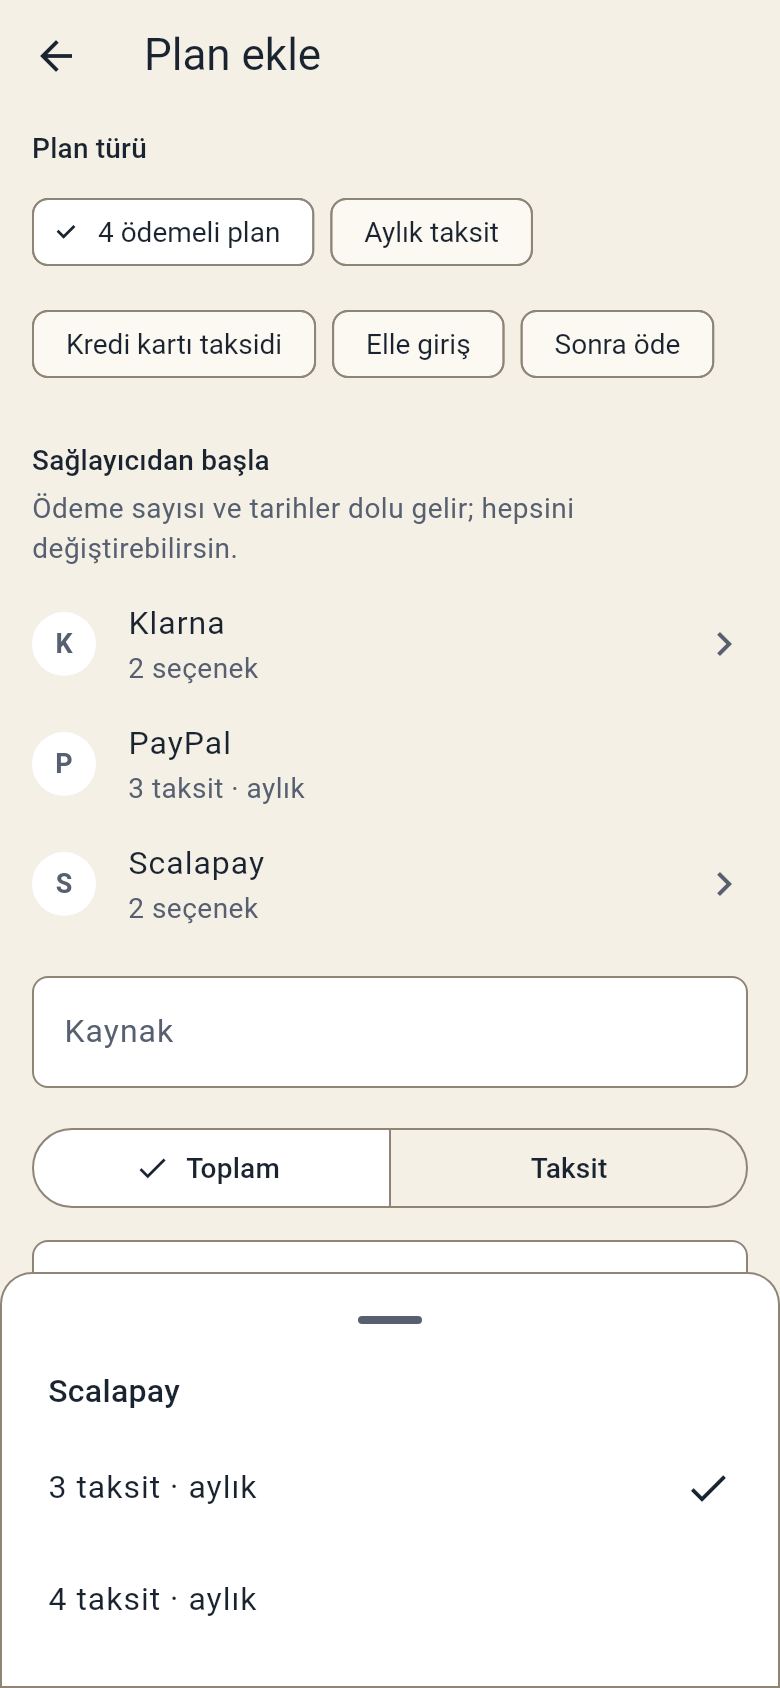 Plan ekle
Plan türü
4 ödemeli plan
Aylık taksit
Kredi kartı taksidi
Elle giriş
Sonra öde
Sağlayıcıdan başla
Ödeme sayısı ve tarihler dolu gelir; hepsini
değiştirebilirsin.
K
Klarna
2 seçenek
P
PayPal
3 taksit · aylık
S
Scalapay
2 seçenek
Kaynak
Toplam
Taksit
Scalapay
3 taksit · aylık
4 taksit · aylık